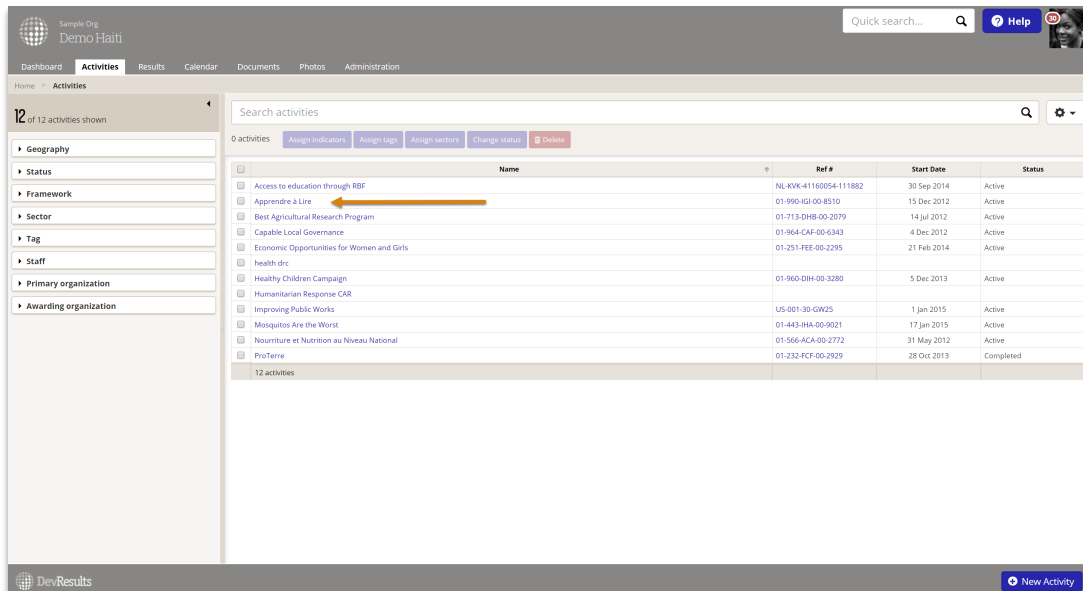 Sample Org
Demo Haiti
Quick search...
Help
30
Dashboard Activities Results Calendar Documents Photos Administration
Home Activities
12 of 12 activities shown
Geography
Status
Framework
Sector
Tag
Staff
Primary organization
Awarding organization
Search activities
0 activities Assign indicators Assign tags Assign sectors Change status Delete
Name Ref # Start Date Status
Access to education through RBF NL-KVK-41160054-111882 30 Sep 2014 Active
Apprendre à Lire 01-990-IGI-00-8510 15 Dec 2012 Active
Best Agricultural Research Program 01-713-DHB-00-2079 14 Jul 2012 Active
Capable Local Governance 01-964-CAF-00-6343 4 Dec 2012 Active
Economic Opportunities for Women and Girls 01-251-FEE-00-2295 21 Feb 2014 Active
health drc
Healthy Children Campaign 01-960-DIH-00-3280 5 Dec 2013 Active
Humanitarian Response CAR
Improving Public Works US-001-30-GW25 1 Jan 2015 Active
Mosquitos Are the Worst 01-443-IHA-00-9021 17 Jan 2015 Active
Nourriture et Nutrition au Niveau National 01-566-ACA-00-2772 31 May 2012 Active
ProTerre 01-232-FCF-00-2929 28 Oct 2013 Completed
12 activities
DevResults
New Activity